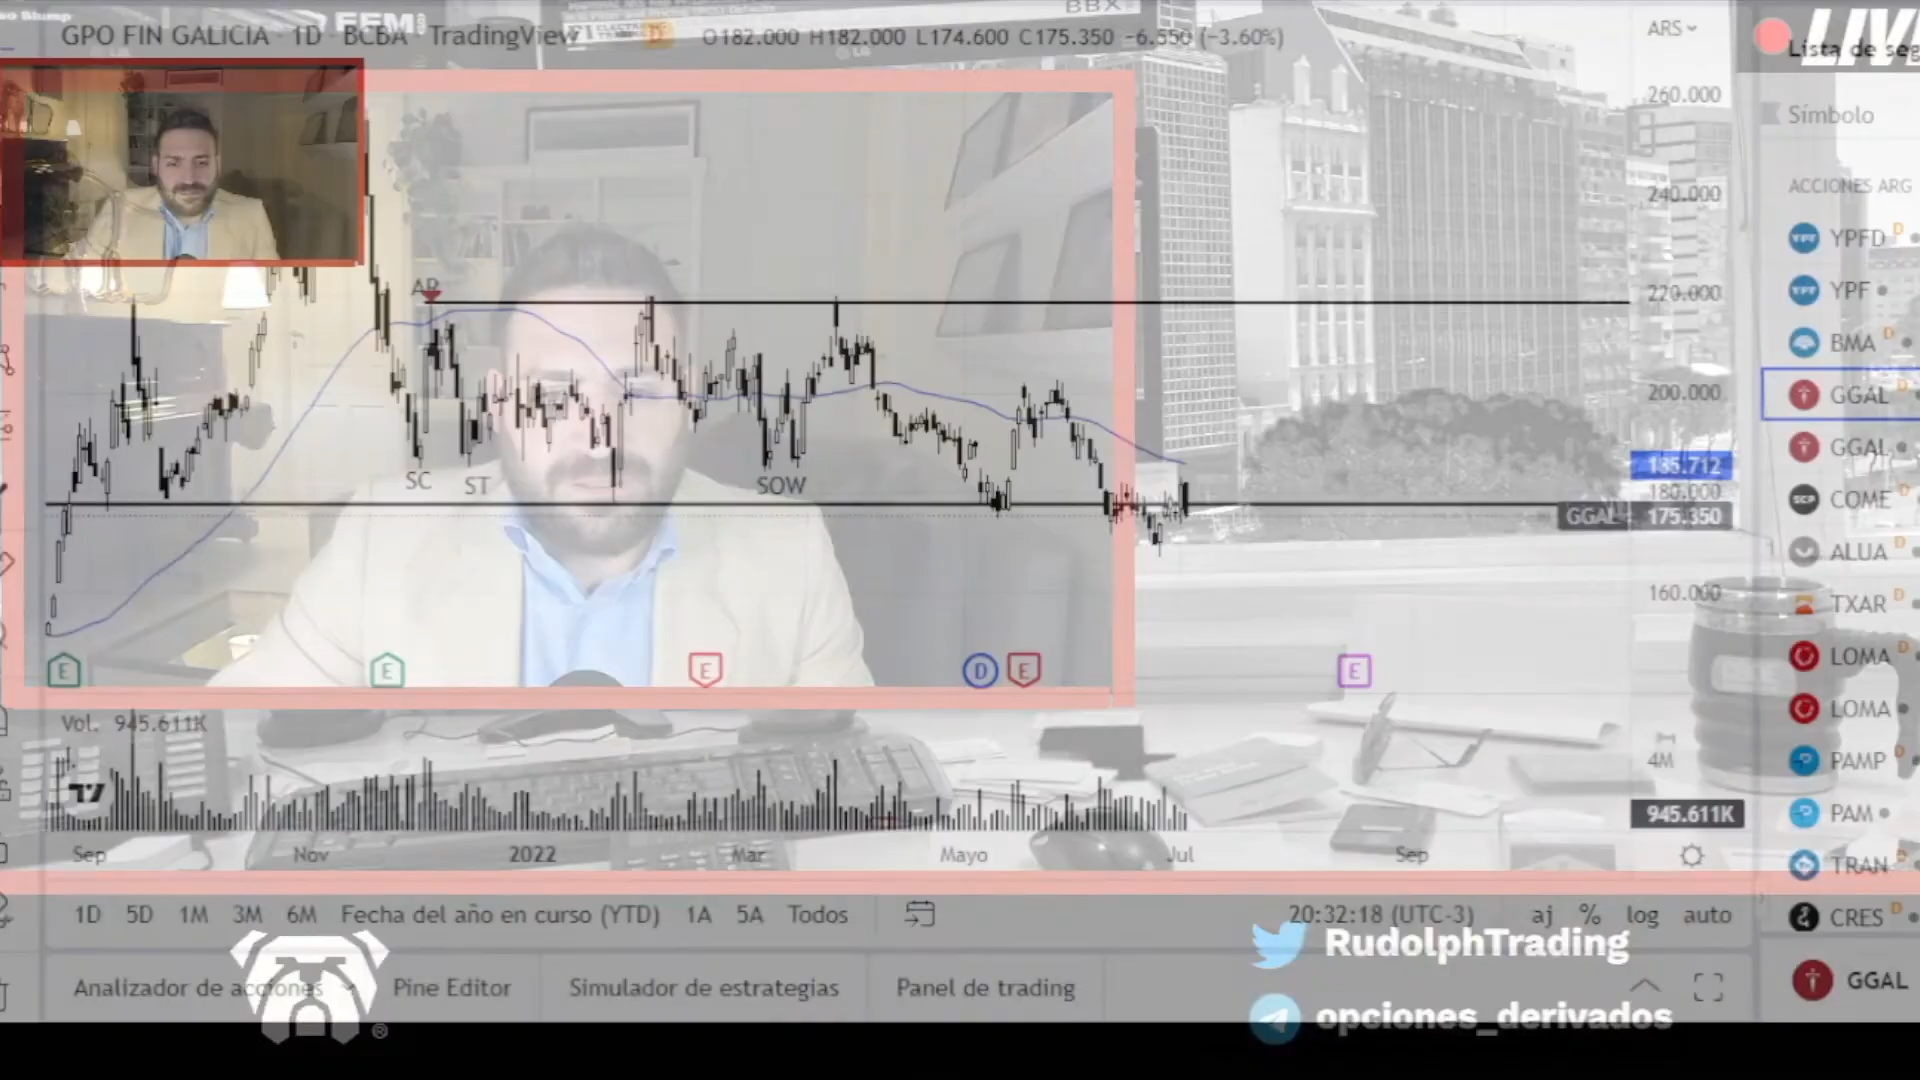 GPO FIN GALICIA · 1D · BCBA · TradingView
O182.000 H182.000 L174.600 C175.350 −6.550 (−3.60%)
BBX
ARS
LIVE
Lista de seg
Símbolo
ACCIONES ARG
YPFD D
YPF
BMA D
GGAL D
GGAL
COME D
ALUA D
TXAR D
LOMA D
LOMA
PAMP D
PAM
TRAN D
CRES D
GGAL
260.000
240.000
220.000
200.000
185.712
180.000
GGAL 175.350
160.000
4M
945.611K
AR
SC
ST
SOW
E
E
E
D
E
E
Vol. 945.611K
Sep
Nov
2022
Mar
Mayo
Jul
Sep
1D 5D 1M 3M 6M Fecha del año en curso (YTD) 1A 5A Todos
20:32:18 (UTC-3) aj % log auto
Analizador de acciones Pine Editor Simulador de estrategias Panel de trading
RudolphTrading
opciones_derivados
®